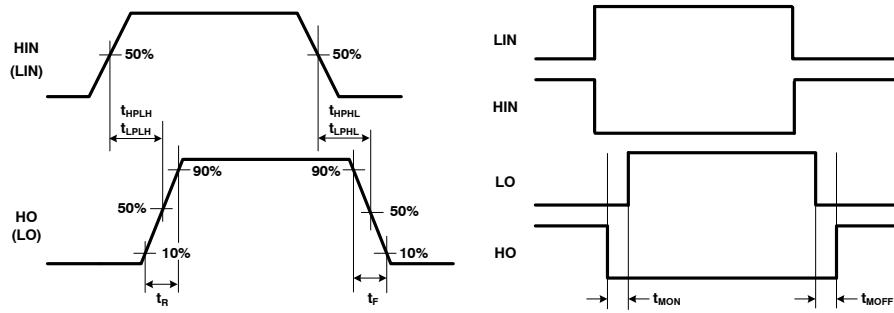 HIN
(LIN)
50%
50%
tHPLH
tLPLH
tHPHL
tLPHL
HO
(LO)
90%
90%
50%
50%
10%
10%
tR
tF
LIN
HIN
LO
HO
tMON
tMOFF